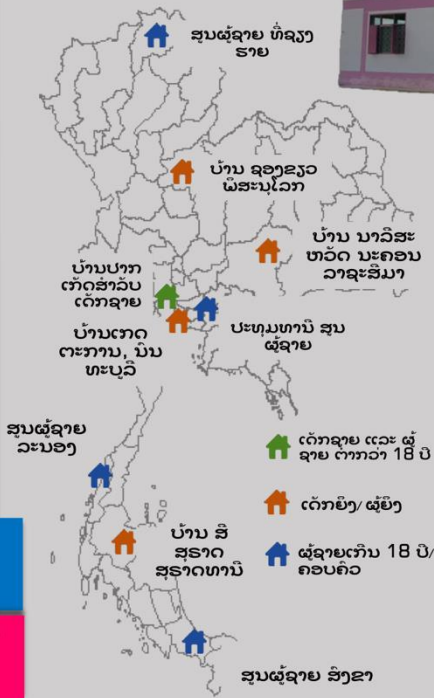 ສູນຜູ້ຊາຍ ທີ່ຊຽງ
ຮາຍ
ບ້ານ ຊອງຂຽວ
ພິສະນຸໂລກ
ບ້ານ ນາລີສະ
ຫວັດ ນະຄອນ
ລາຊະສີມາ
ບ້ານປາກ
ເກັດສຳລັບ
ເດັກຊາຍ
ບ້ານເກດ
ຕະການ, ນົນ
ທະບູລີ
ປະທຸມທານີ ສູນ
ຜູ້ຊາຍ
ສູນຜູ້ຊາຍ
ລະນອງ
ເດັກຊາຍ ແລະ ຜູ້
ຊາຍ ຕ່ຳກວ່າ 18 ປີ
ເດັກຍິງ/ ຜູ້ຍິງ
ຜູ້ຊາຍເກີນ 18 ປີ/
ຄອບຄົວ
ບ້ານ ສີ
ສຸຣາດ
ສຸຣາດທານີ
ສູນຜູ້ຊາຍ ສົງຂາ